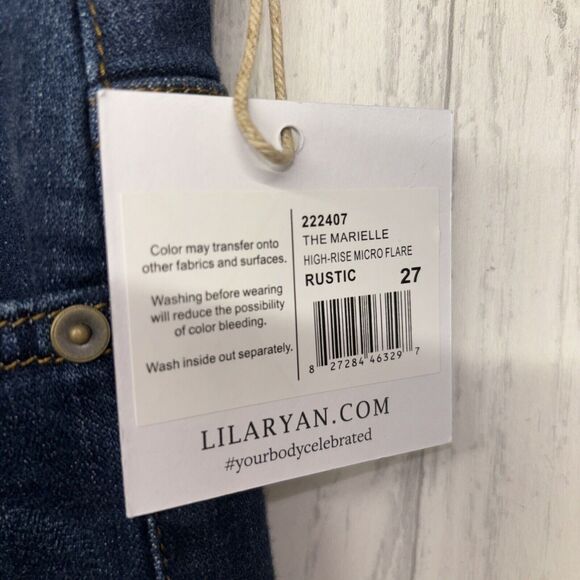 Color may transfer onto
other fabrics and surfaces.
Washing before wearing
will reduce the possibility
of color bleeding.
Wash inside out separately.
222407
THE MARIELLE
HIGH-RISE MICRO FLARE
RUSTIC 27
8 27284 46329 7
LILARYAN.COM
#yourbodycelebrated